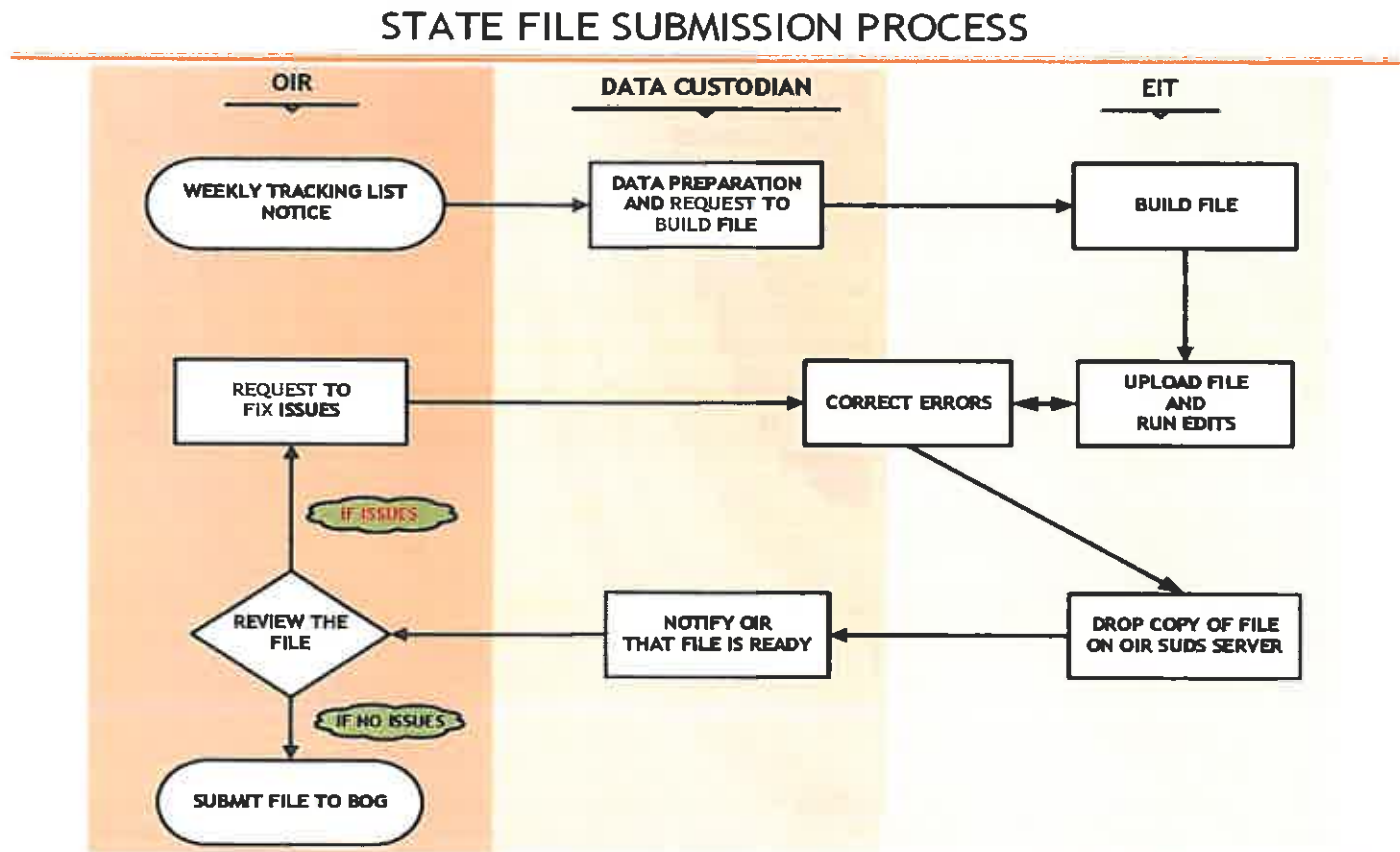 STATE FILE SUBMISSION PROCESS
OIR
DATA CUSTODIAN
EIT
WEEKLY TRACKING LIST
NOTICE
DATA PREPARATION
AND REQUEST TO
BUILD FILE
BUILD FILE
REQUEST TO
FIX ISSUES
CORRECT ERRORS
UPLOAD FILE
AND
RUN EDITS
IF ISSUES
REVIEW THE
FILE
NOTIFY OIR
THAT FILE IS READY
DROP COPY OF FILE
ON OIR SUDS SERVER
IF NO ISSUES
SUBMIT FILE TO BOG